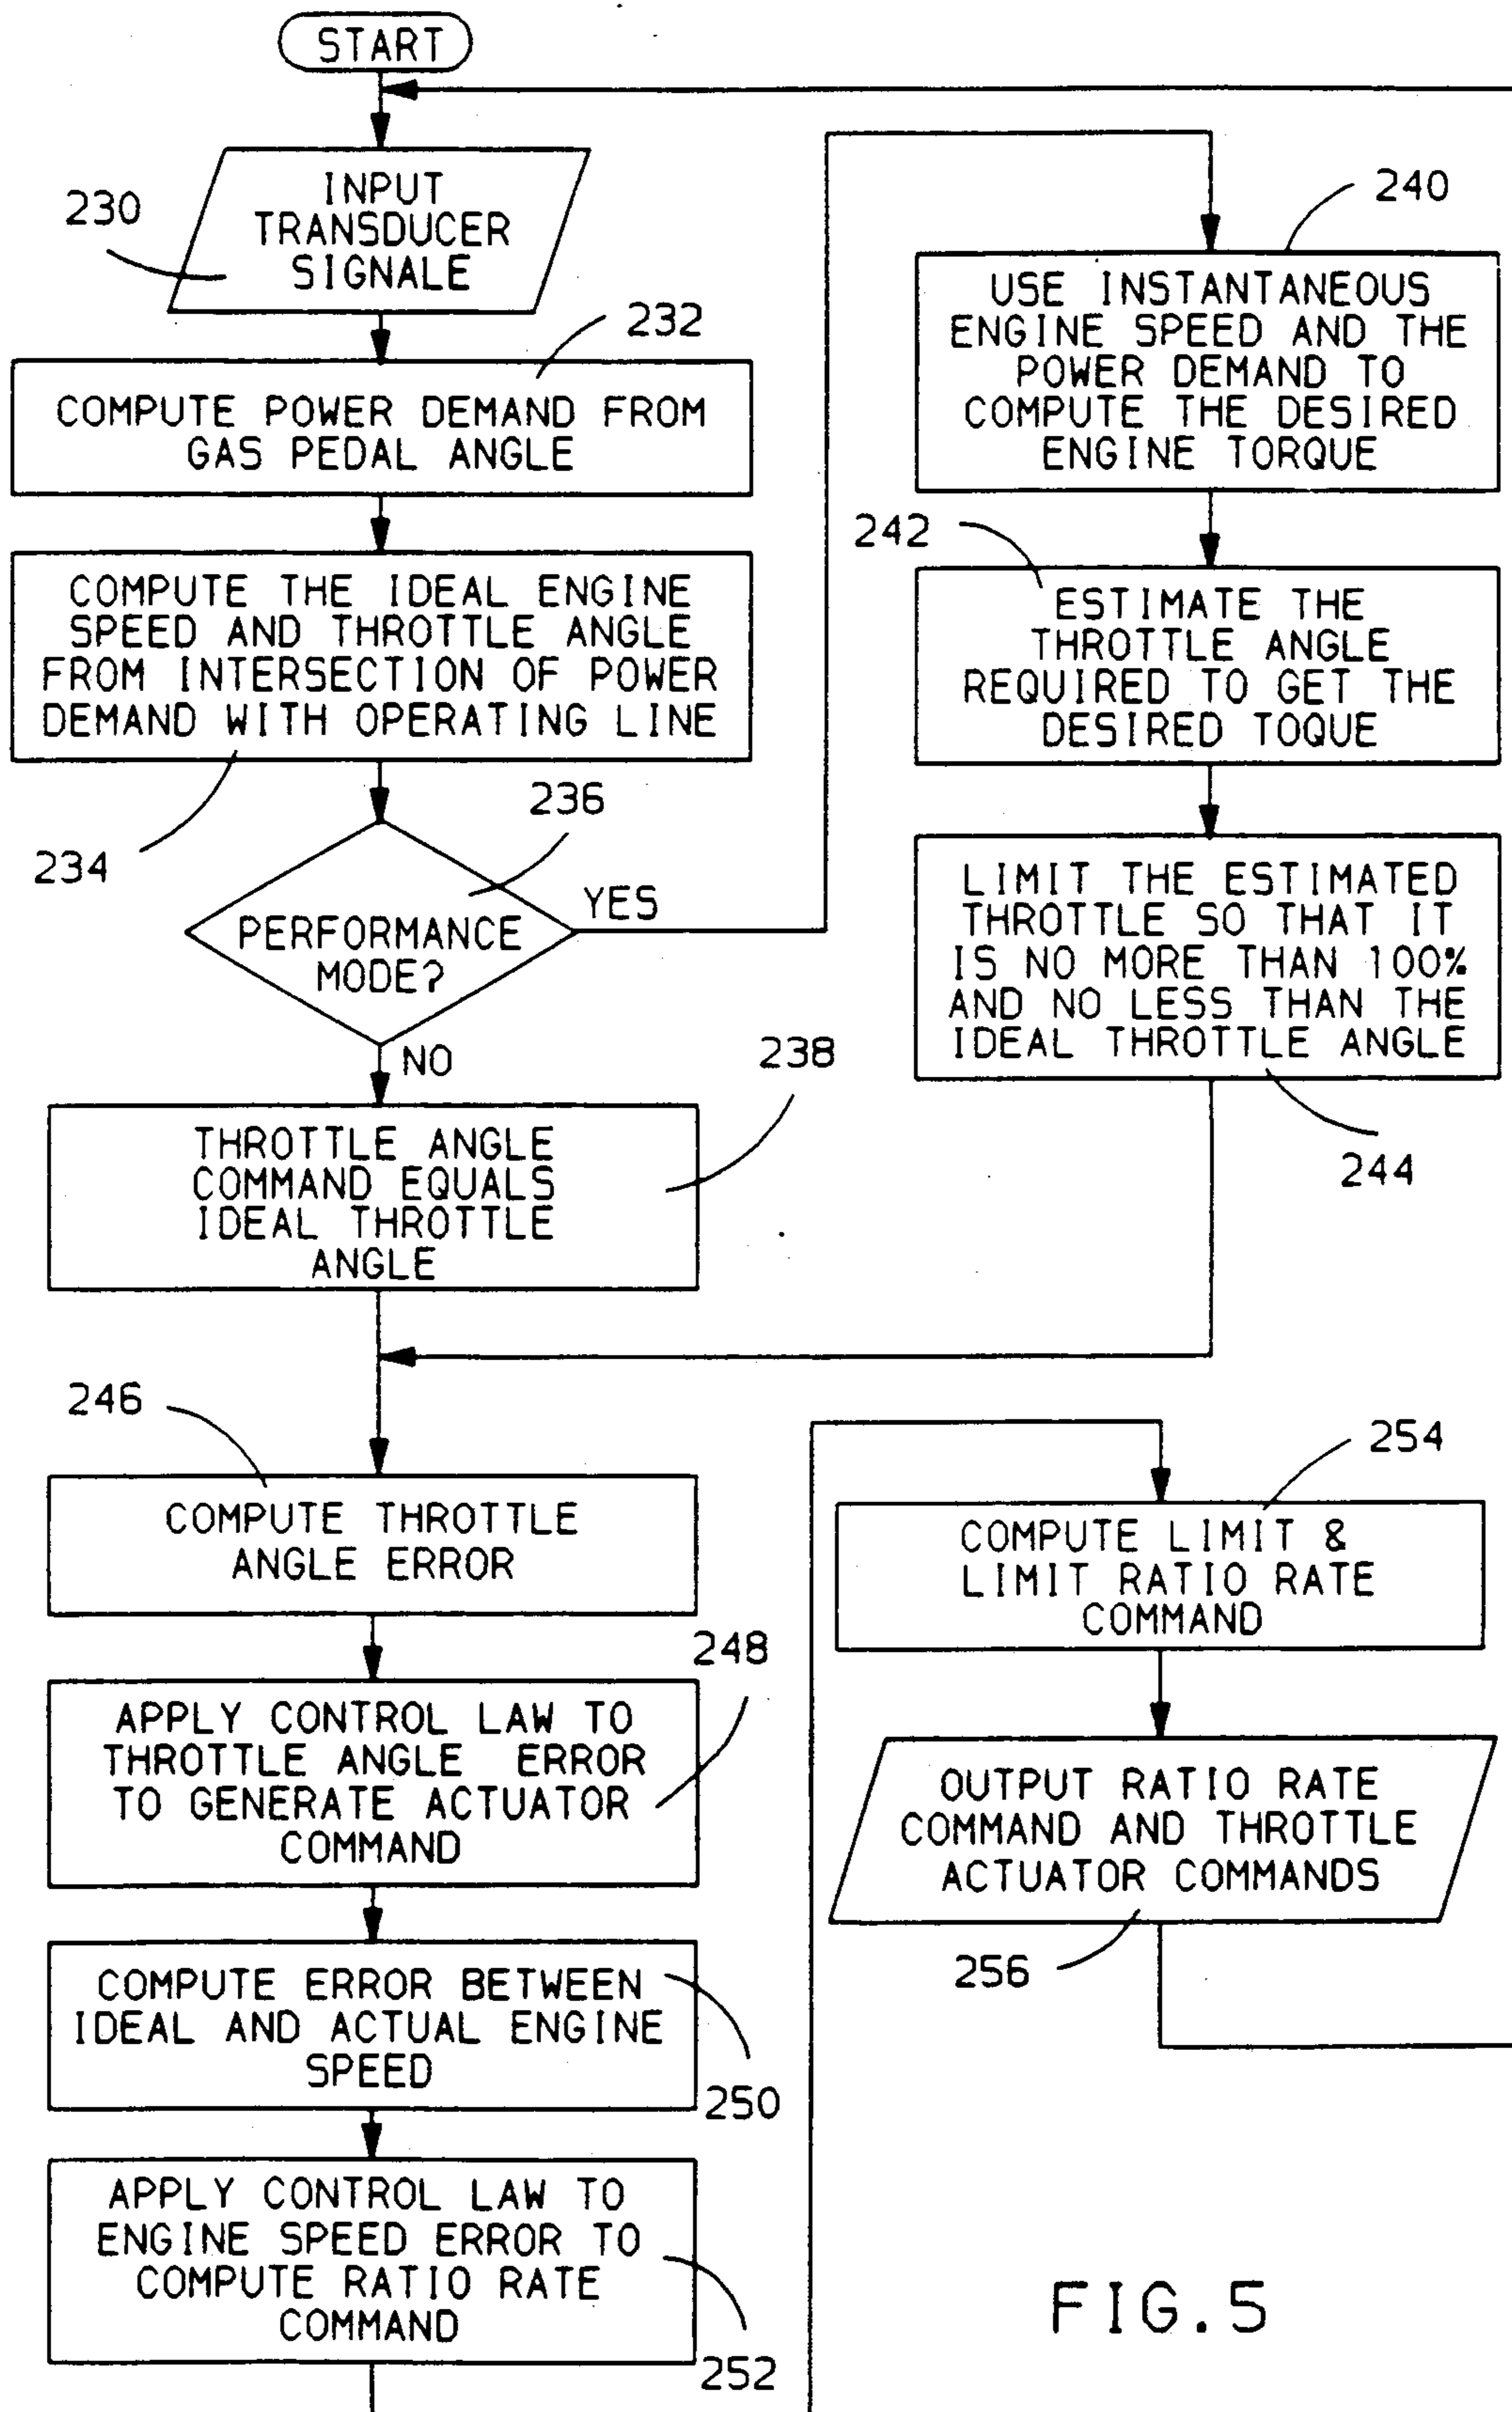 START
230
INPUT
TRANSDUCER
SIGNALE
232
COMPUTE POWER DEMAND FROM
GAS PEDAL ANGLE
COMPUTE THE IDEAL ENGINE
SPEED AND THROTTLE ANGLE
FROM INTERSECTION OF POWER
DEMAND WITH OPERATING LINE
234
236
PERFORMANCE
MODE?
YES
NO
238
THROTTLE ANGLE
COMMAND EQUALS
IDEAL THROTTLE
ANGLE
240
USE INSTANTANEOUS
ENGINE SPEED AND THE
POWER DEMAND TO
COMPUTE THE DESIRED
ENGINE TORQUE
242
ESTIMATE THE
THROTTLE ANGLE
REQUIRED TO GET THE
DESIRED TOQUE
LIMIT THE ESTIMATED
THROTTLE SO THAT IT
IS NO MORE THAN 100%
AND NO LESS THAN THE
IDEAL THROTTLE ANGLE
244
246
COMPUTE THROTTLE
ANGLE ERROR
248
APPLY CONTROL LAW TO
THROTTLE ANGLE ERROR
TO GENERATE ACTUATOR
COMMAND
COMPUTE ERROR BETWEEN
IDEAL AND ACTUAL ENGINE
SPEED
250
APPLY CONTROL LAW TO
ENGINE SPEED ERROR TO
COMPUTE RATIO RATE
COMMAND
252
254
COMPUTE LIMIT &
LIMIT RATIO RATE
COMMAND
OUTPUT RATIO RATE
COMMAND AND THROTTLE
ACTUATOR COMMANDS
256
FIG.5